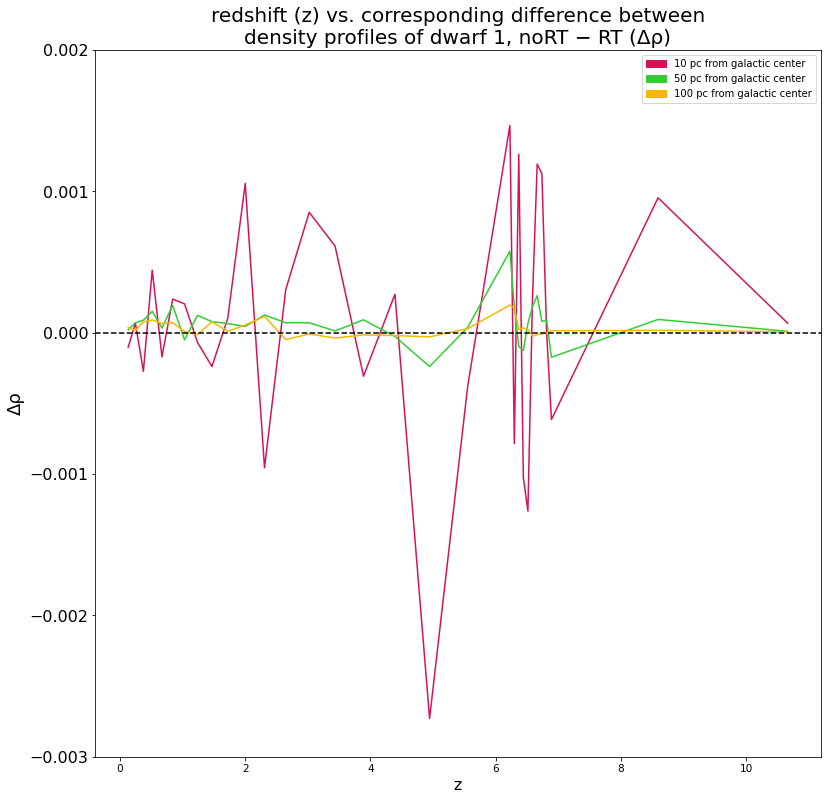 redshift (z) vs. corresponding difference between
density profiles of dwarf 1, noRT − RT (Δρ)
10 pc from galactic center
50 pc from galactic center
100 pc from galactic center
0.002
0.001
0.000
−0.001
−0.002
−0.003
Δρ
0 2 4 6 8 10
z